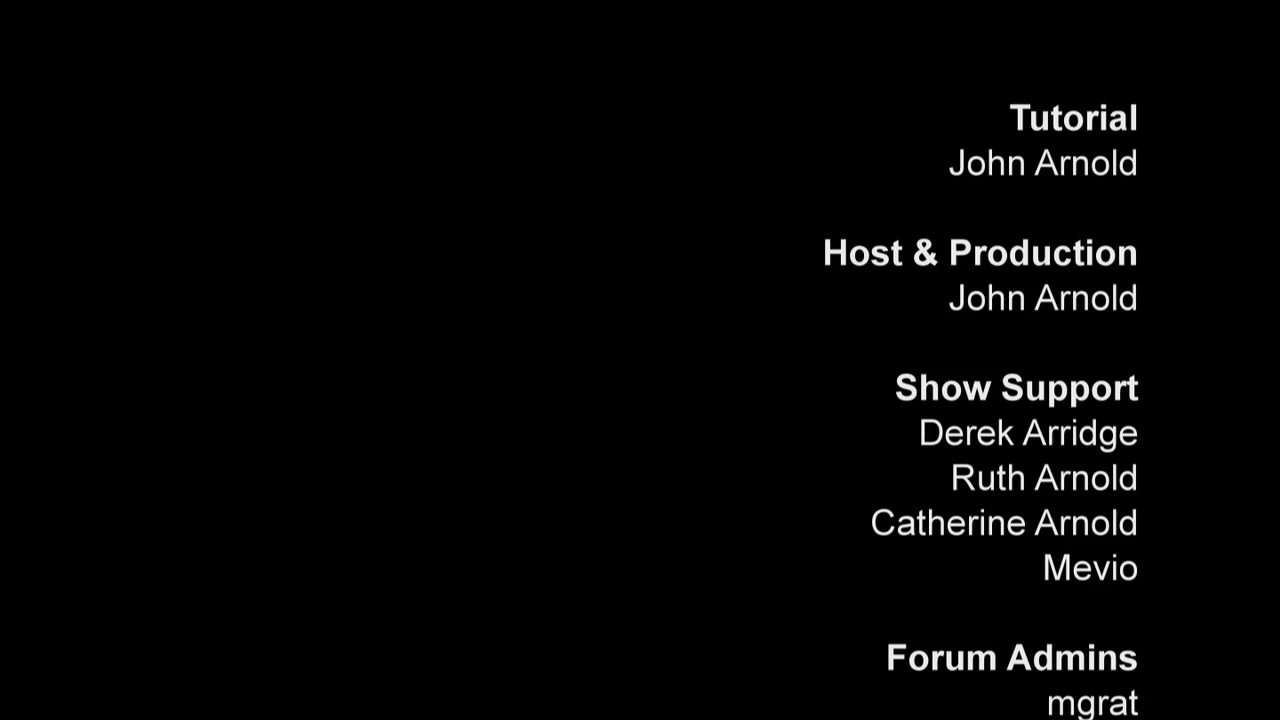 Tutorial
John Arnold
Host & Production
John Arnold
Show Support
Derek Arridge
Ruth Arnold
Catherine Arnold
Mevio
Forum Admins
mgrat